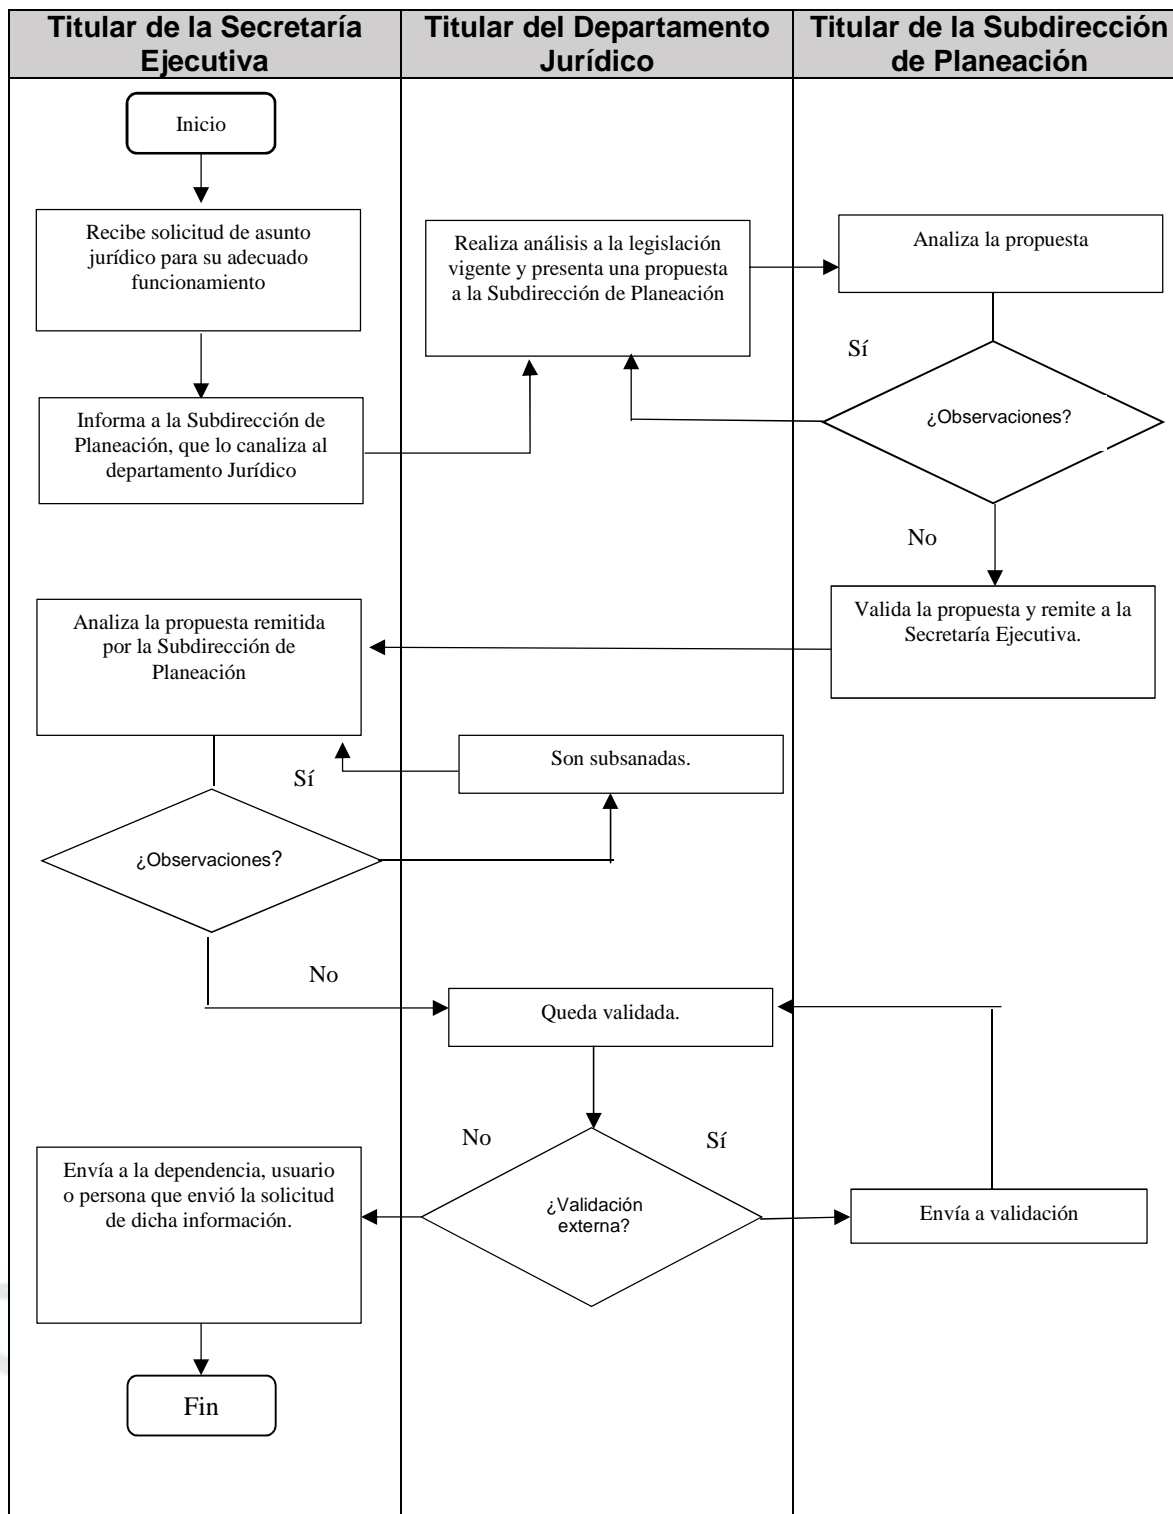 Titular de la Secretaría
Ejecutiva
Titular del Departamento
Jurídico
Titular de la Subdirección
de Planeación
Inicio
Recibe solicitud de asunto
jurídico para su adecuado
funcionamiento
Realiza análisis a la legislación
vigente y presenta una propuesta
a la Subdirección de Planeación
Analiza la propuesta
Sí
¿Observaciones?
Informa a la Subdirección de
Planeación, que lo canaliza al
departamento Jurídico
No
Valida la propuesta y remite a la
Secretaría Ejecutiva.
Analiza la propuesta remitida
por la Subdirección de
Planeación
Son subsanadas.
Sí
¿Observaciones?
No
Queda validada.
No
Sí
¿Validación
externa?
Envía a validación
Envía a la dependencia, usuario
o persona que envió la solicitud
de dicha información.
Fin